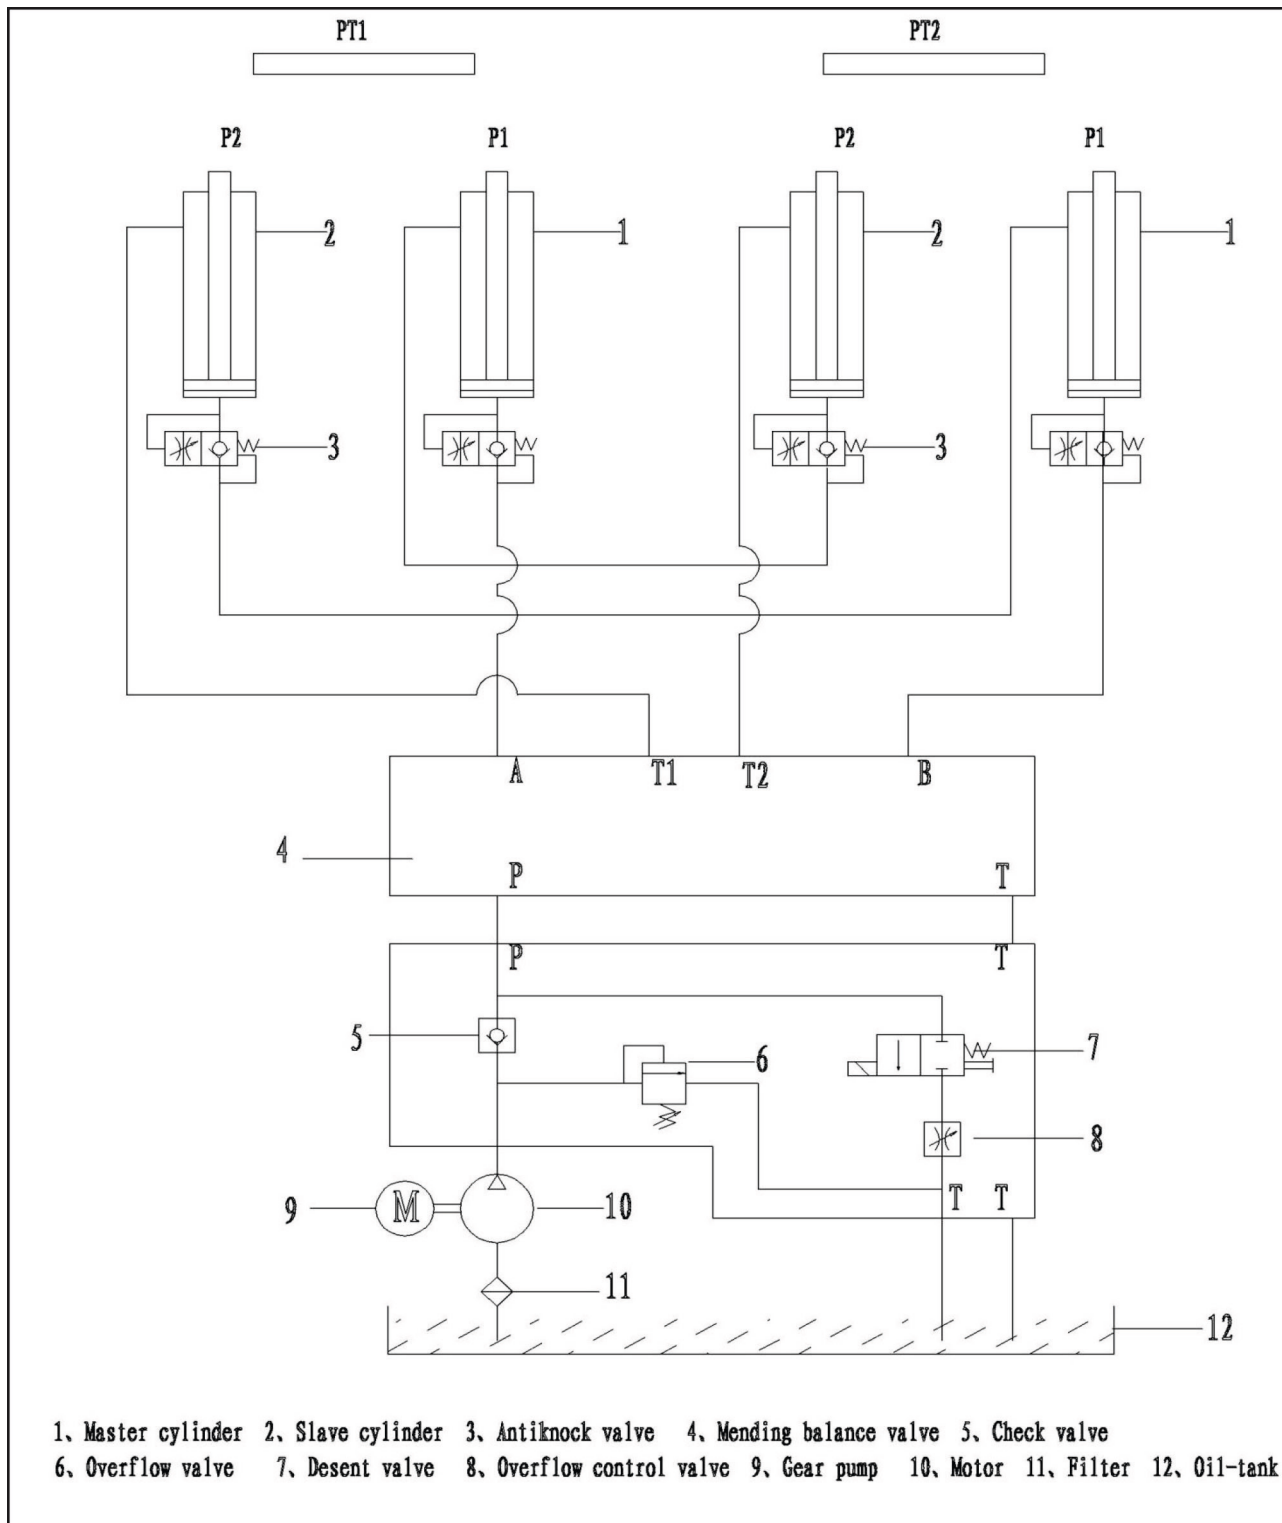 PT1 PT2
P2 P1 P2 P1
2 1 2 1
3 3
A T1 T2 B
4
P T
P T
5 6 7
8
T T
9 M 10
11
12
1、Master cylinder 2、Slave cylinder 3、Antiknock valve 4、Mending balance valve 5、Check valve
6、Overflow valve 7、Desent valve 8、Overflow control valve 9、Gear pump 10、Motor 11、Filter 12、Oil-tank